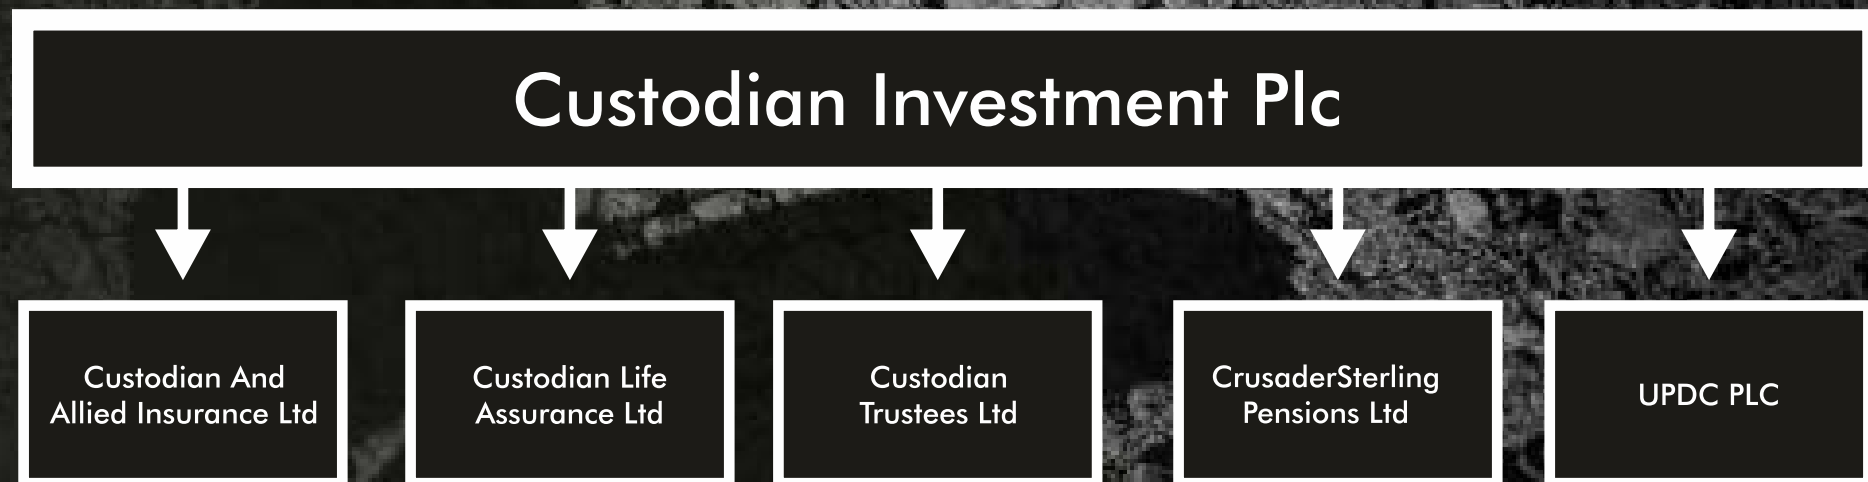 Custodian Investment Plc
Custodian And
Allied Insurance Ltd
Custodian Life
Assurance Ltd
Custodian
Trustees Ltd
CrusaderSterling
Pensions Ltd
UPDC PLC